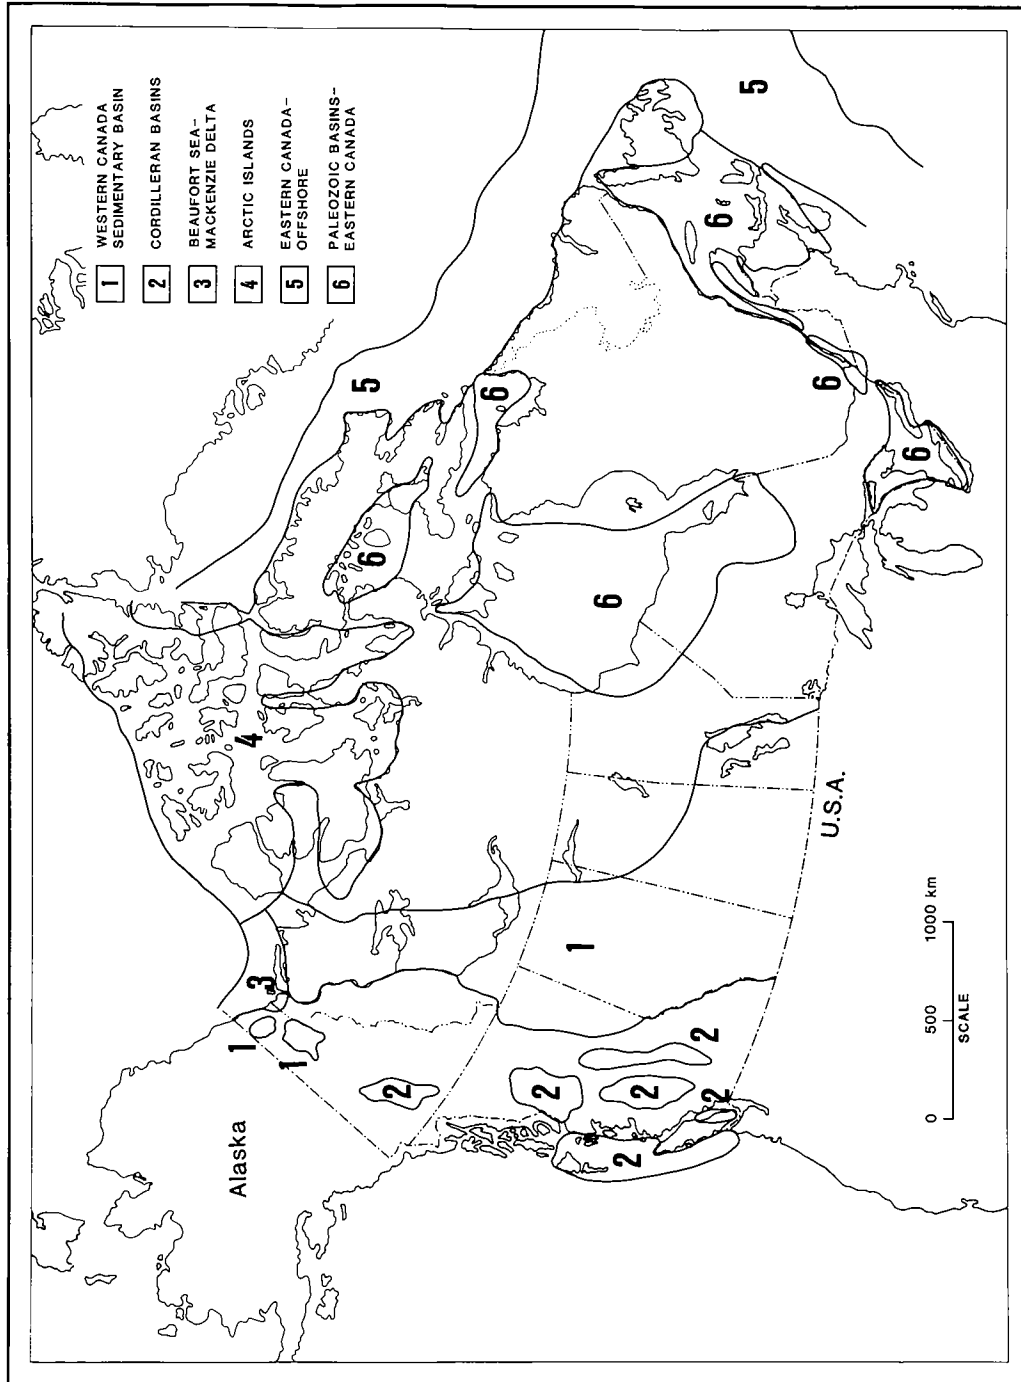 1 WESTERN CANADA
SEDIMENTARY BASIN
2 CORDILLERAN BASINS
3 BEAUFORT SEA-
MACKENZIE DELTA
4 ARCTIC ISLANDS
5 EASTERN CANADA-
OFFSHORE
6 PALEOZOIC BASINS-
EASTERN CANADA
Alaska
1
1
3
4
5
6
6
2
2
2
2
2
2
1
6
6
6
6
5
U.S.A.
0 500 1000 km
SCALE